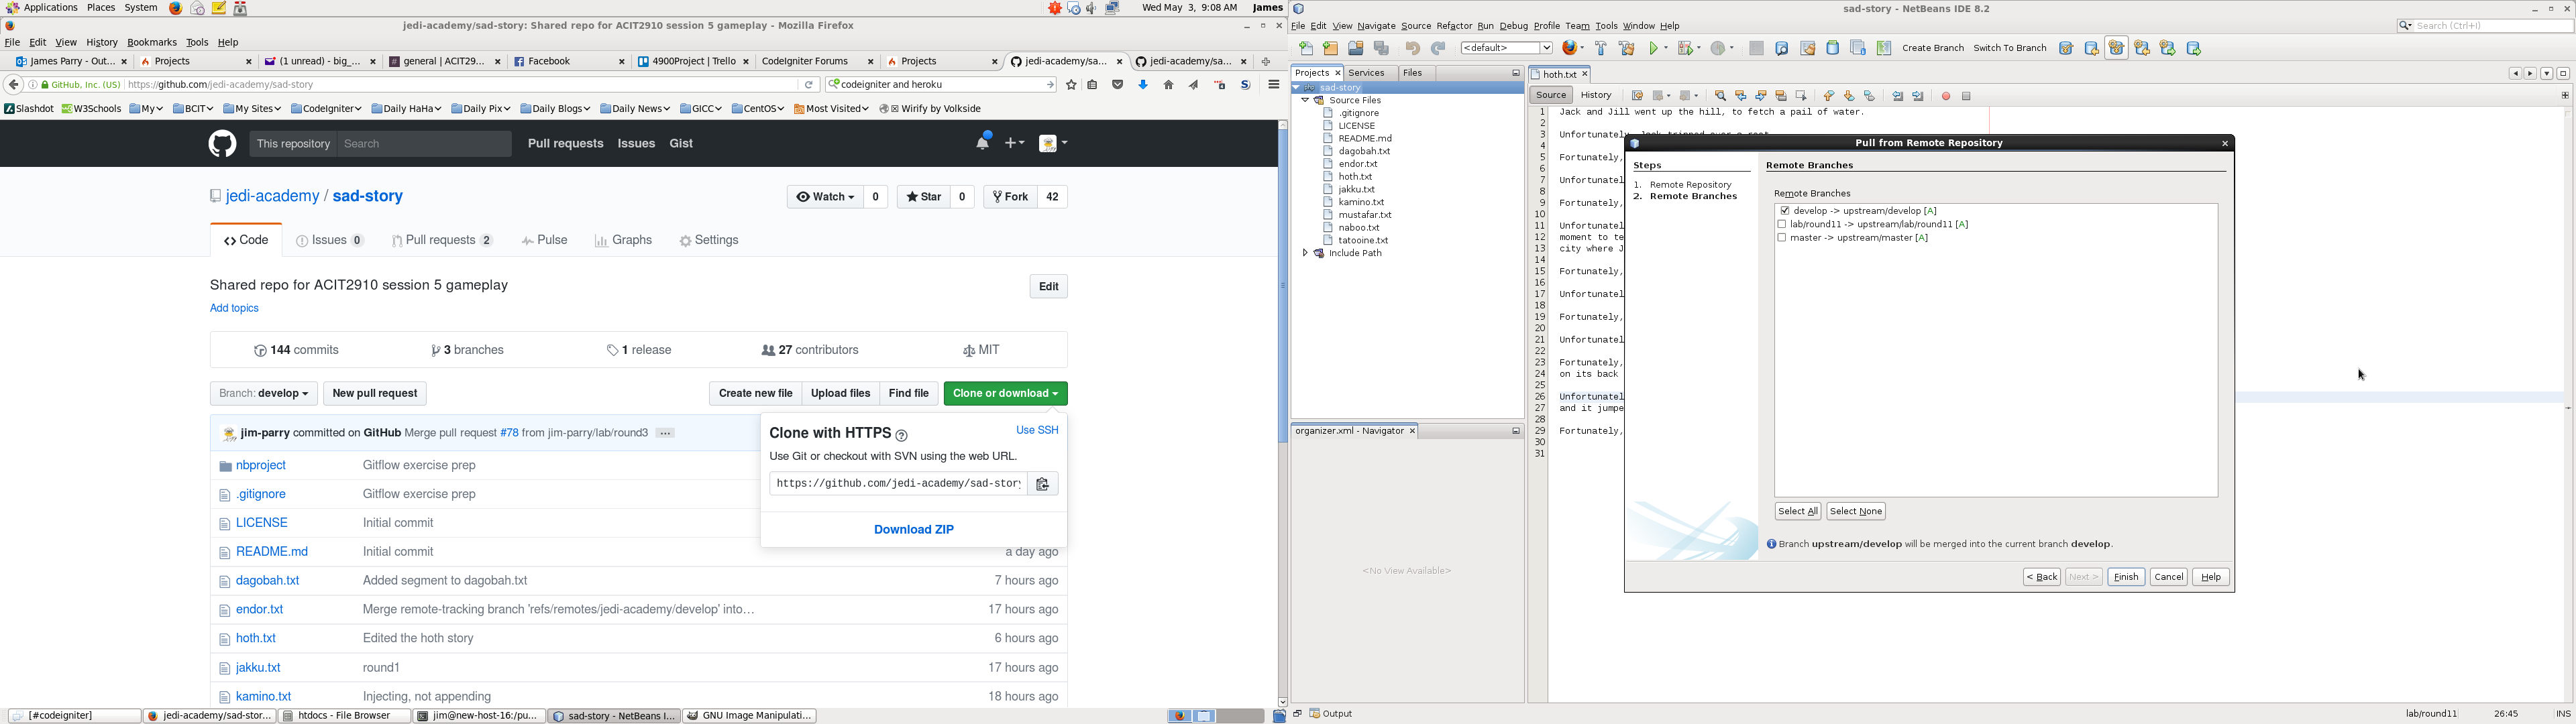 Applications Places System
Wed May 3, 9:08 AM James
jedi-academy/sad-story: Shared repo for ACIT2910 session 5 gameplay - Mozilla Firefox
File Edit View History Bookmarks Tools Help
James Parry - Out... Projects (1 unread) - big_... general | ACIT29... Facebook 4900Project | Trello CodeIgniter Forums Projects jedi-academy/sa... jedi-academy/sa...
GitHub, Inc. (US) https://github.com/jedi-academy/sad-story codeigniter and heroku
Slashdot W3Schools My BCIT My Sites CodeIgniter Daily HaHa Daily Pix Daily Blogs Daily News GICC CentOS Most Visited Wirify by Volkside
This repository Search Pull requests Issues Gist
jedi-academy / sad-story
Watch 0 Star 0 Fork 42
Code Issues 0 Pull requests 2 Pulse Graphs Settings
Shared repo for ACIT2910 session 5 gameplay
Edit
Add topics
144 commits 3 branches 1 release 27 contributors MIT
Branch: develop New pull request Create new file Upload files Find file Clone or download
jim-parry committed on GitHub Merge pull request #78 from jim-parry/lab/round3 ...
Clone with HTTPS ? Use SSH
Use Git or checkout with SVN using the web URL.
https://github.com/jedi-academy/sad-story
Download ZIP
nbproject Gitflow exercise prep
.gitignore Gitflow exercise prep
LICENSE Initial commit
README.md Initial commit a day ago
dagobah.txt Added segment to dagobah.txt 7 hours ago
endor.txt Merge remote-tracking branch 'refs/remotes/jedi-academy/develop' into... 17 hours ago
hoth.txt Edited the hoth story 6 hours ago
jakku.txt round1 17 hours ago
kamino.txt Injecting, not appending 18 hours ago
[#codeigniter] jedi-academy/sad-stor... htdocs - File Browser jim@new-host-16:/pu... sad-story - NetBeans I... GNU Image Manipulati...
sad-story - NetBeans IDE 8.2
File Edit View Navigate Source Refactor Run Debug Profile Team Tools Window Help
Search (Ctrl+I)
<default> Create Branch Switch To Branch
Projects Services Files
sad-story
Source Files
.gitignore
LICENSE
README.md
dagobah.txt
endor.txt
hoth.txt
jakku.txt
kamino.txt
mustafar.txt
naboo.txt
tatooine.txt
Include Path
organizer.xml - Navigator
<No View Available>
hoth.txt
Source History
1 Jack and Jill went up the hill, to fetch a pail of water.
2
3 Unfortunately, Jack tripped over a root
4
5 Fortunately,
6
7 Unfortunatel
8
9 Fortunately,
10
11 Unfortunatel
12 moment to te
13 city where J
14
15 Fortunately,
16
17 Unfortunatel
18
19 Fortunately,
20
21 Unfortunatel
22
23 Fortunately,
24 on its back
25
26 Unfortunatel
27 and it jumpe
28
29 Fortunately,
30
31
Pull from Remote Repository
Steps
1. Remote Repository
2. Remote Branches
Remote Branches
Remote Branches
develop -> upstream/develop [A]
lab/round11 -> upstream/lab/round11 [A]
master -> upstream/master [A]
Select All Select None
Branch upstream/develop will be merged into the current branch develop.
< Back Next > Finish Cancel Help
Output
lab/round11 26:45 INS